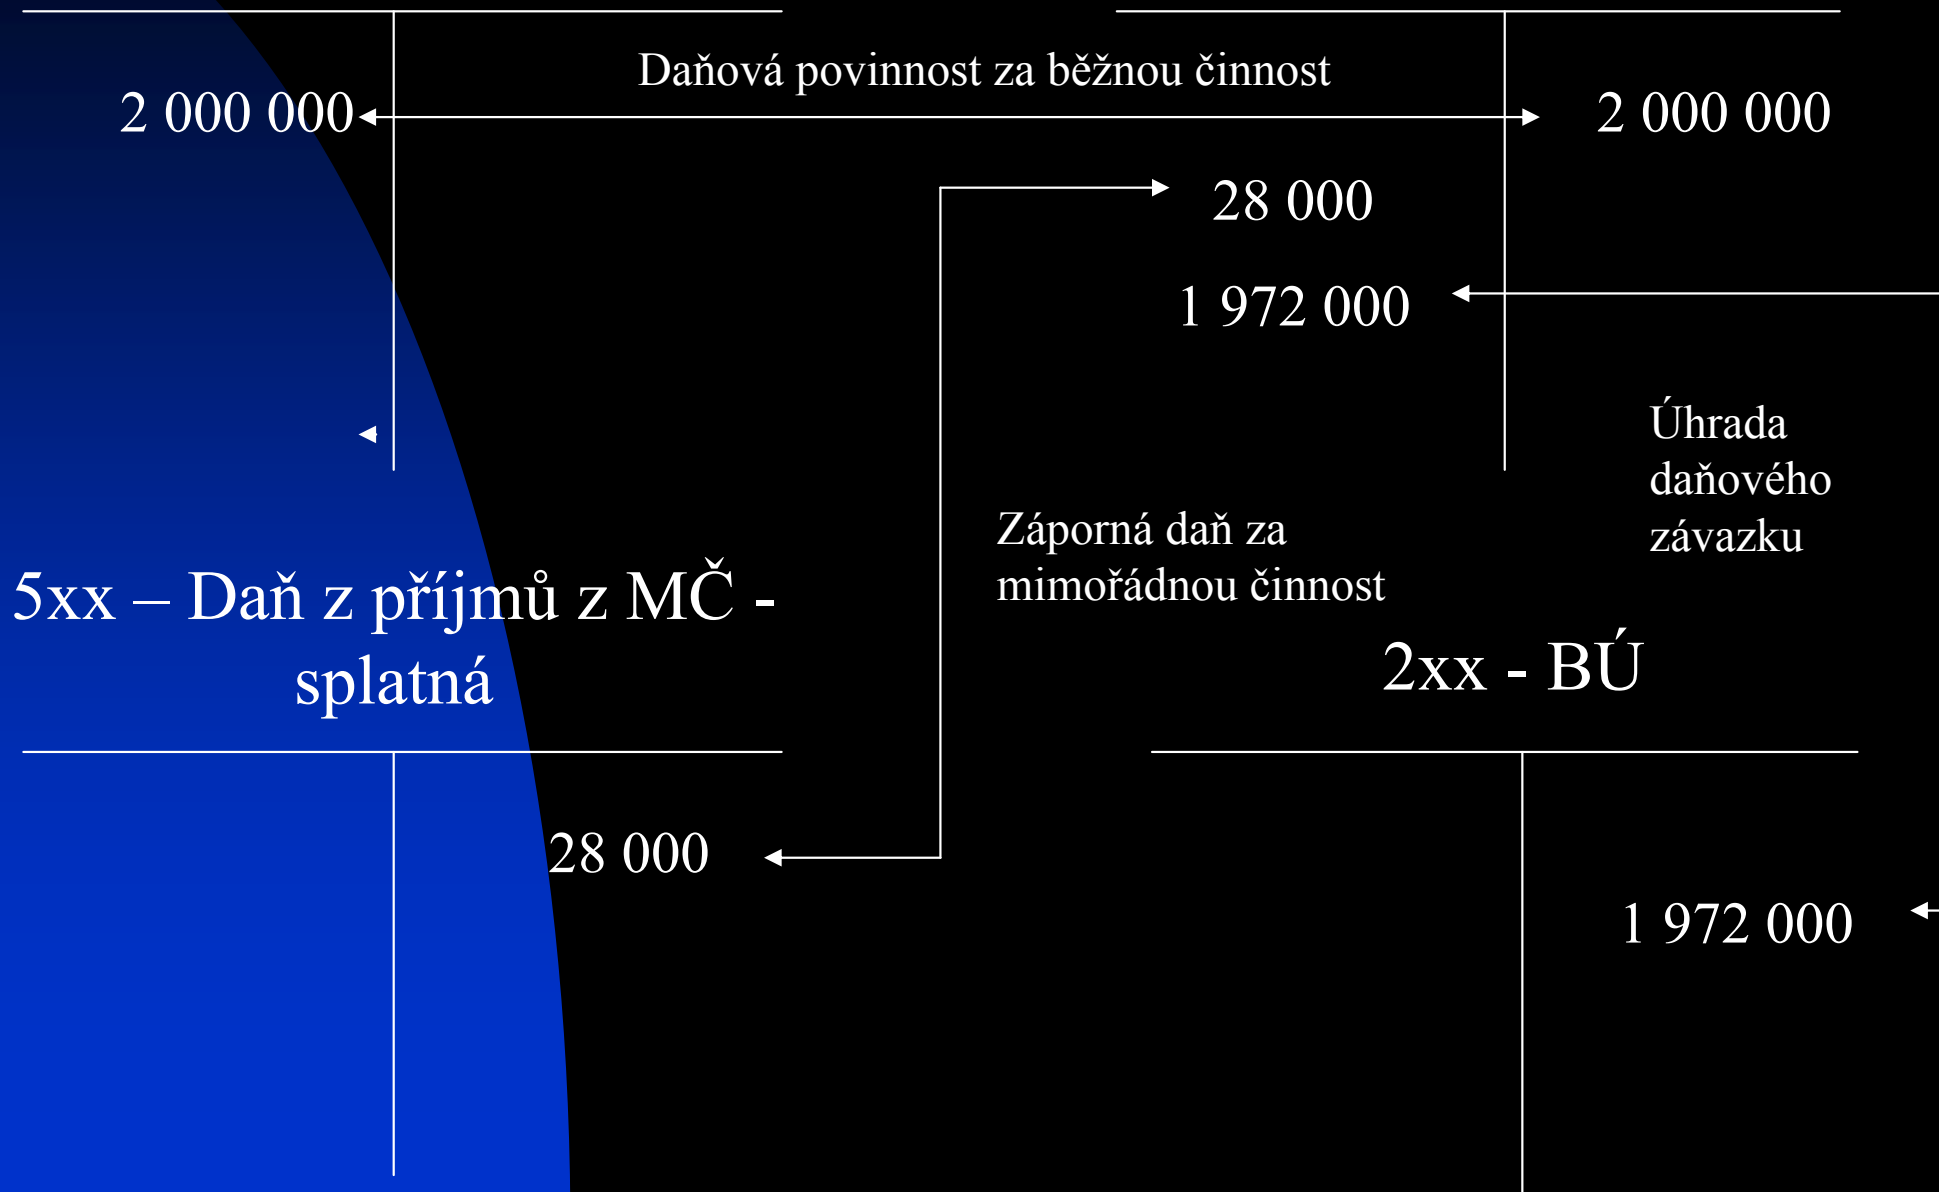 Daňová povinnost za běžnou činnost
2 000 000
2 000 000
28 000
1 972 000
Úhrada
daňového
závazku
Záporná daň za
mimořádnou činnost
5xx – Daň z příjmů z MČ -
splatná
2xx - BÚ
28 000
1 972 000